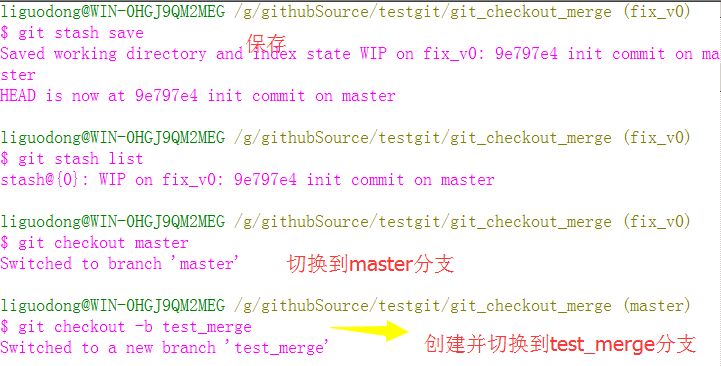 liguodong@WIN-0HGJ9QM2MEG /g/githubSource/testgit/git_checkout_merge (fix_v0)
$ git stash save
保存
Saved working directory and index state WIP on fix_v0: 9e797e4 init commit on ma
ster
HEAD is now at 9e797e4 init commit on master
liguodong@WIN-0HGJ9QM2MEG /g/githubSource/testgit/git_checkout_merge (fix_v0)
$ git stash list
stash@{0}: WIP on fix_v0: 9e797e4 init commit on master
liguodong@WIN-0HGJ9QM2MEG /g/githubSource/testgit/git_checkout_merge (fix_v0)
$ git checkout master
Switched to branch 'master'
切换到master分支
liguodong@WIN-0HGJ9QM2MEG /g/githubSource/testgit/git_checkout_merge (master)
$ git checkout -b test_merge
Switched to a new branch 'test_merge'
创建并切换到test_merge分支